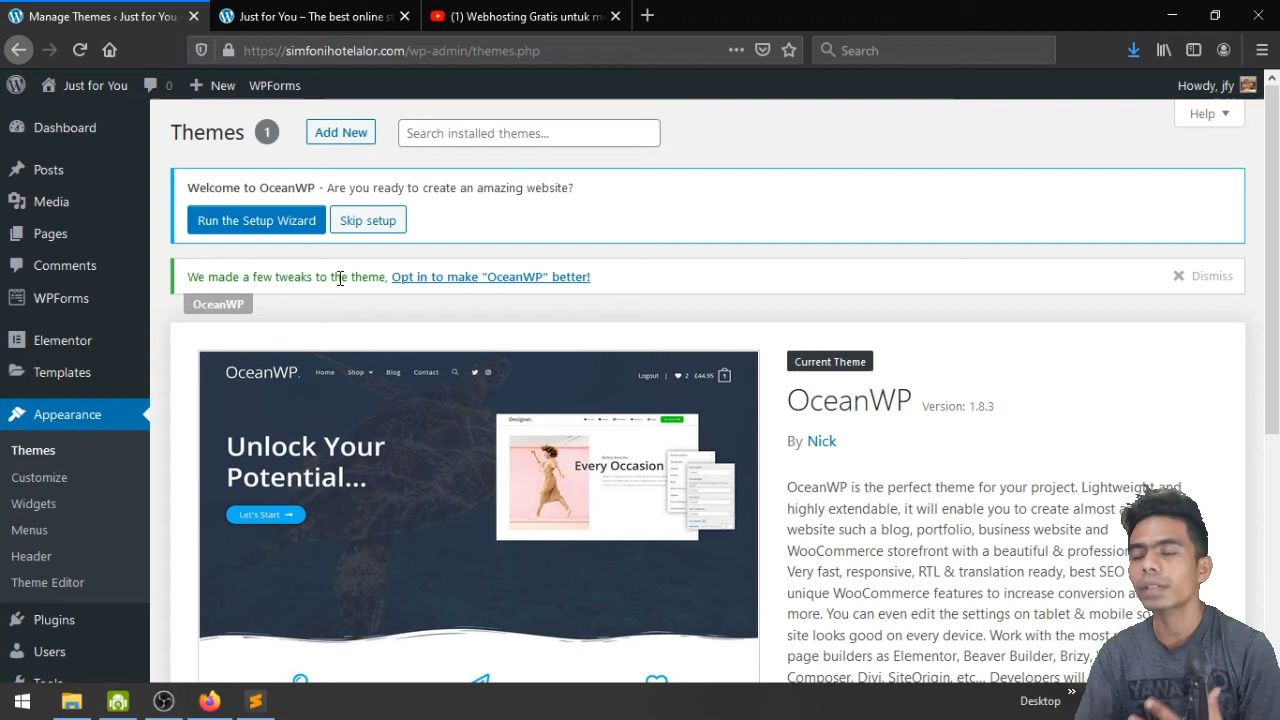 Manage Themes ‹ Just for You –
Just for You – The best online st
(1) Webhosting Gratis untuk m
https://simfonihotelalor.com/wp-admin/themes.php
Search
Just for You
0
New
WPForms
Howdy, jfy
Dashboard
Posts
Media
Pages
Comments
WPForms
Elementor
Templates
Appearance
Themes
Customize
Widgets
Menus
Header
Theme Editor
Plugins
Users
Tools
Themes 1
Add New
Search installed themes...
Help
Welcome to OceanWP - Are you ready to create an amazing website?
Run the Setup Wizard
Skip setup
We made a few tweaks to the theme, Opt in to make "OceanWP" better!
Dismiss
OceanWP
OceanWP.
Home
Shop
Blog
Contact
Logout
2
£44.95
1
Unlock Your
Potential...
Let's Start
Designer.
Every Occasion
Current Theme
OceanWP Version: 1.8.3
By Nick
OceanWP is the perfect theme for your project. Lightweight and
highly extendable, it will enable you to create almost a
website such a blog, portfolio, business website and
WooCommerce storefront with a beautiful & profession
Very fast, responsive, RTL & translation ready, best SEO
unique WooCommerce features to increase conversion a
more. You can even edit the settings on tablet & mobile so
site looks good on every device. Work with the most
page builders as Elementor, Beaver Builder, Brizy,
Composer, Divi, SiteOrigin, etc... Developers will
Desktop